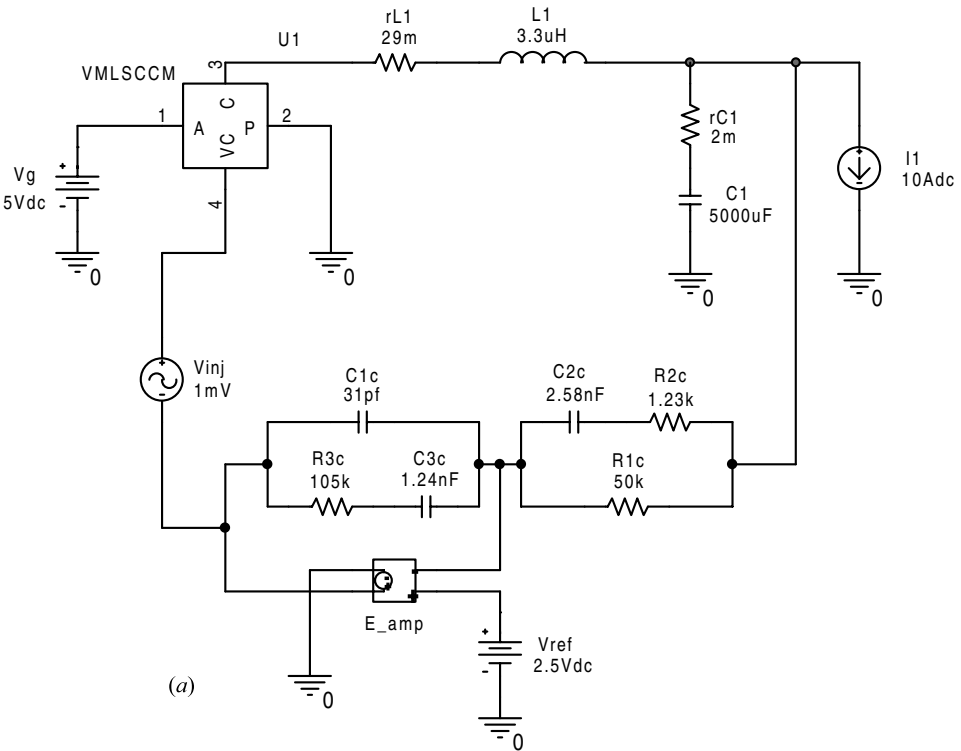 rL1
29m
L1
3.3uH
U1
VMLSCCM
3
C
1
A
P
2
VC
4
Vg
+
5Vdc
-
0
rC1
2m
C1
5000uF
0
+
I1
10Adc
-
0
+
Vinj
1mV
-
C1c
31pf
R3c
105k
C3c
1.24nF
C2c
2.58nF
R2c
1.23k
R1c
50k
-
+
-
+
E_amp
+
Vref
2.5Vdc
-
0
0
(a)